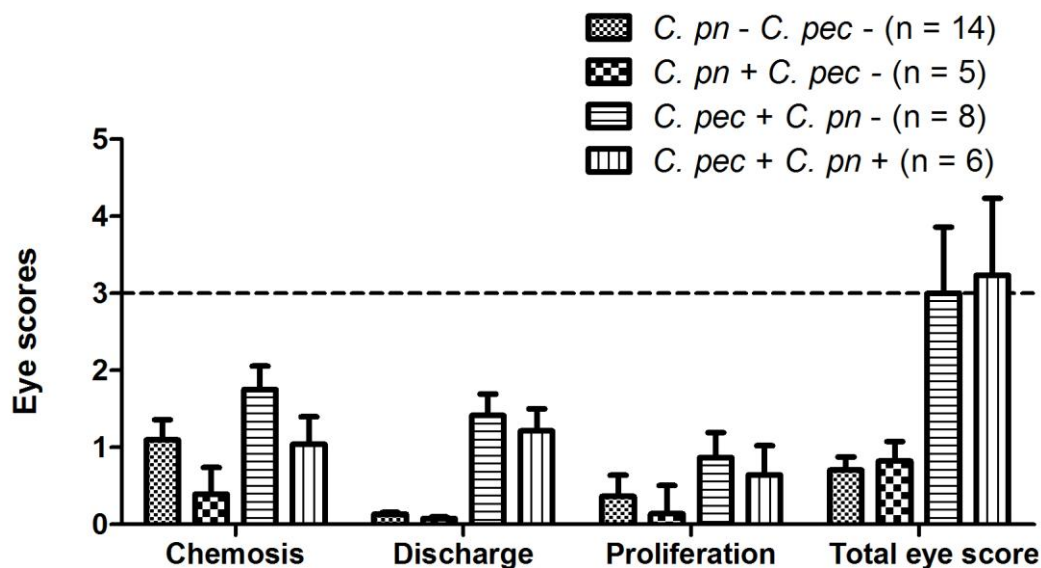 C. pn - C. pec - (n = 14)
C. pn + C. pec - (n = 5)
C. pec + C. pn - (n = 8)
C. pec + C. pn + (n = 6)
Eye scores
5
4
3
2
1
0
Chemosis Discharge Proliferation Total eye score